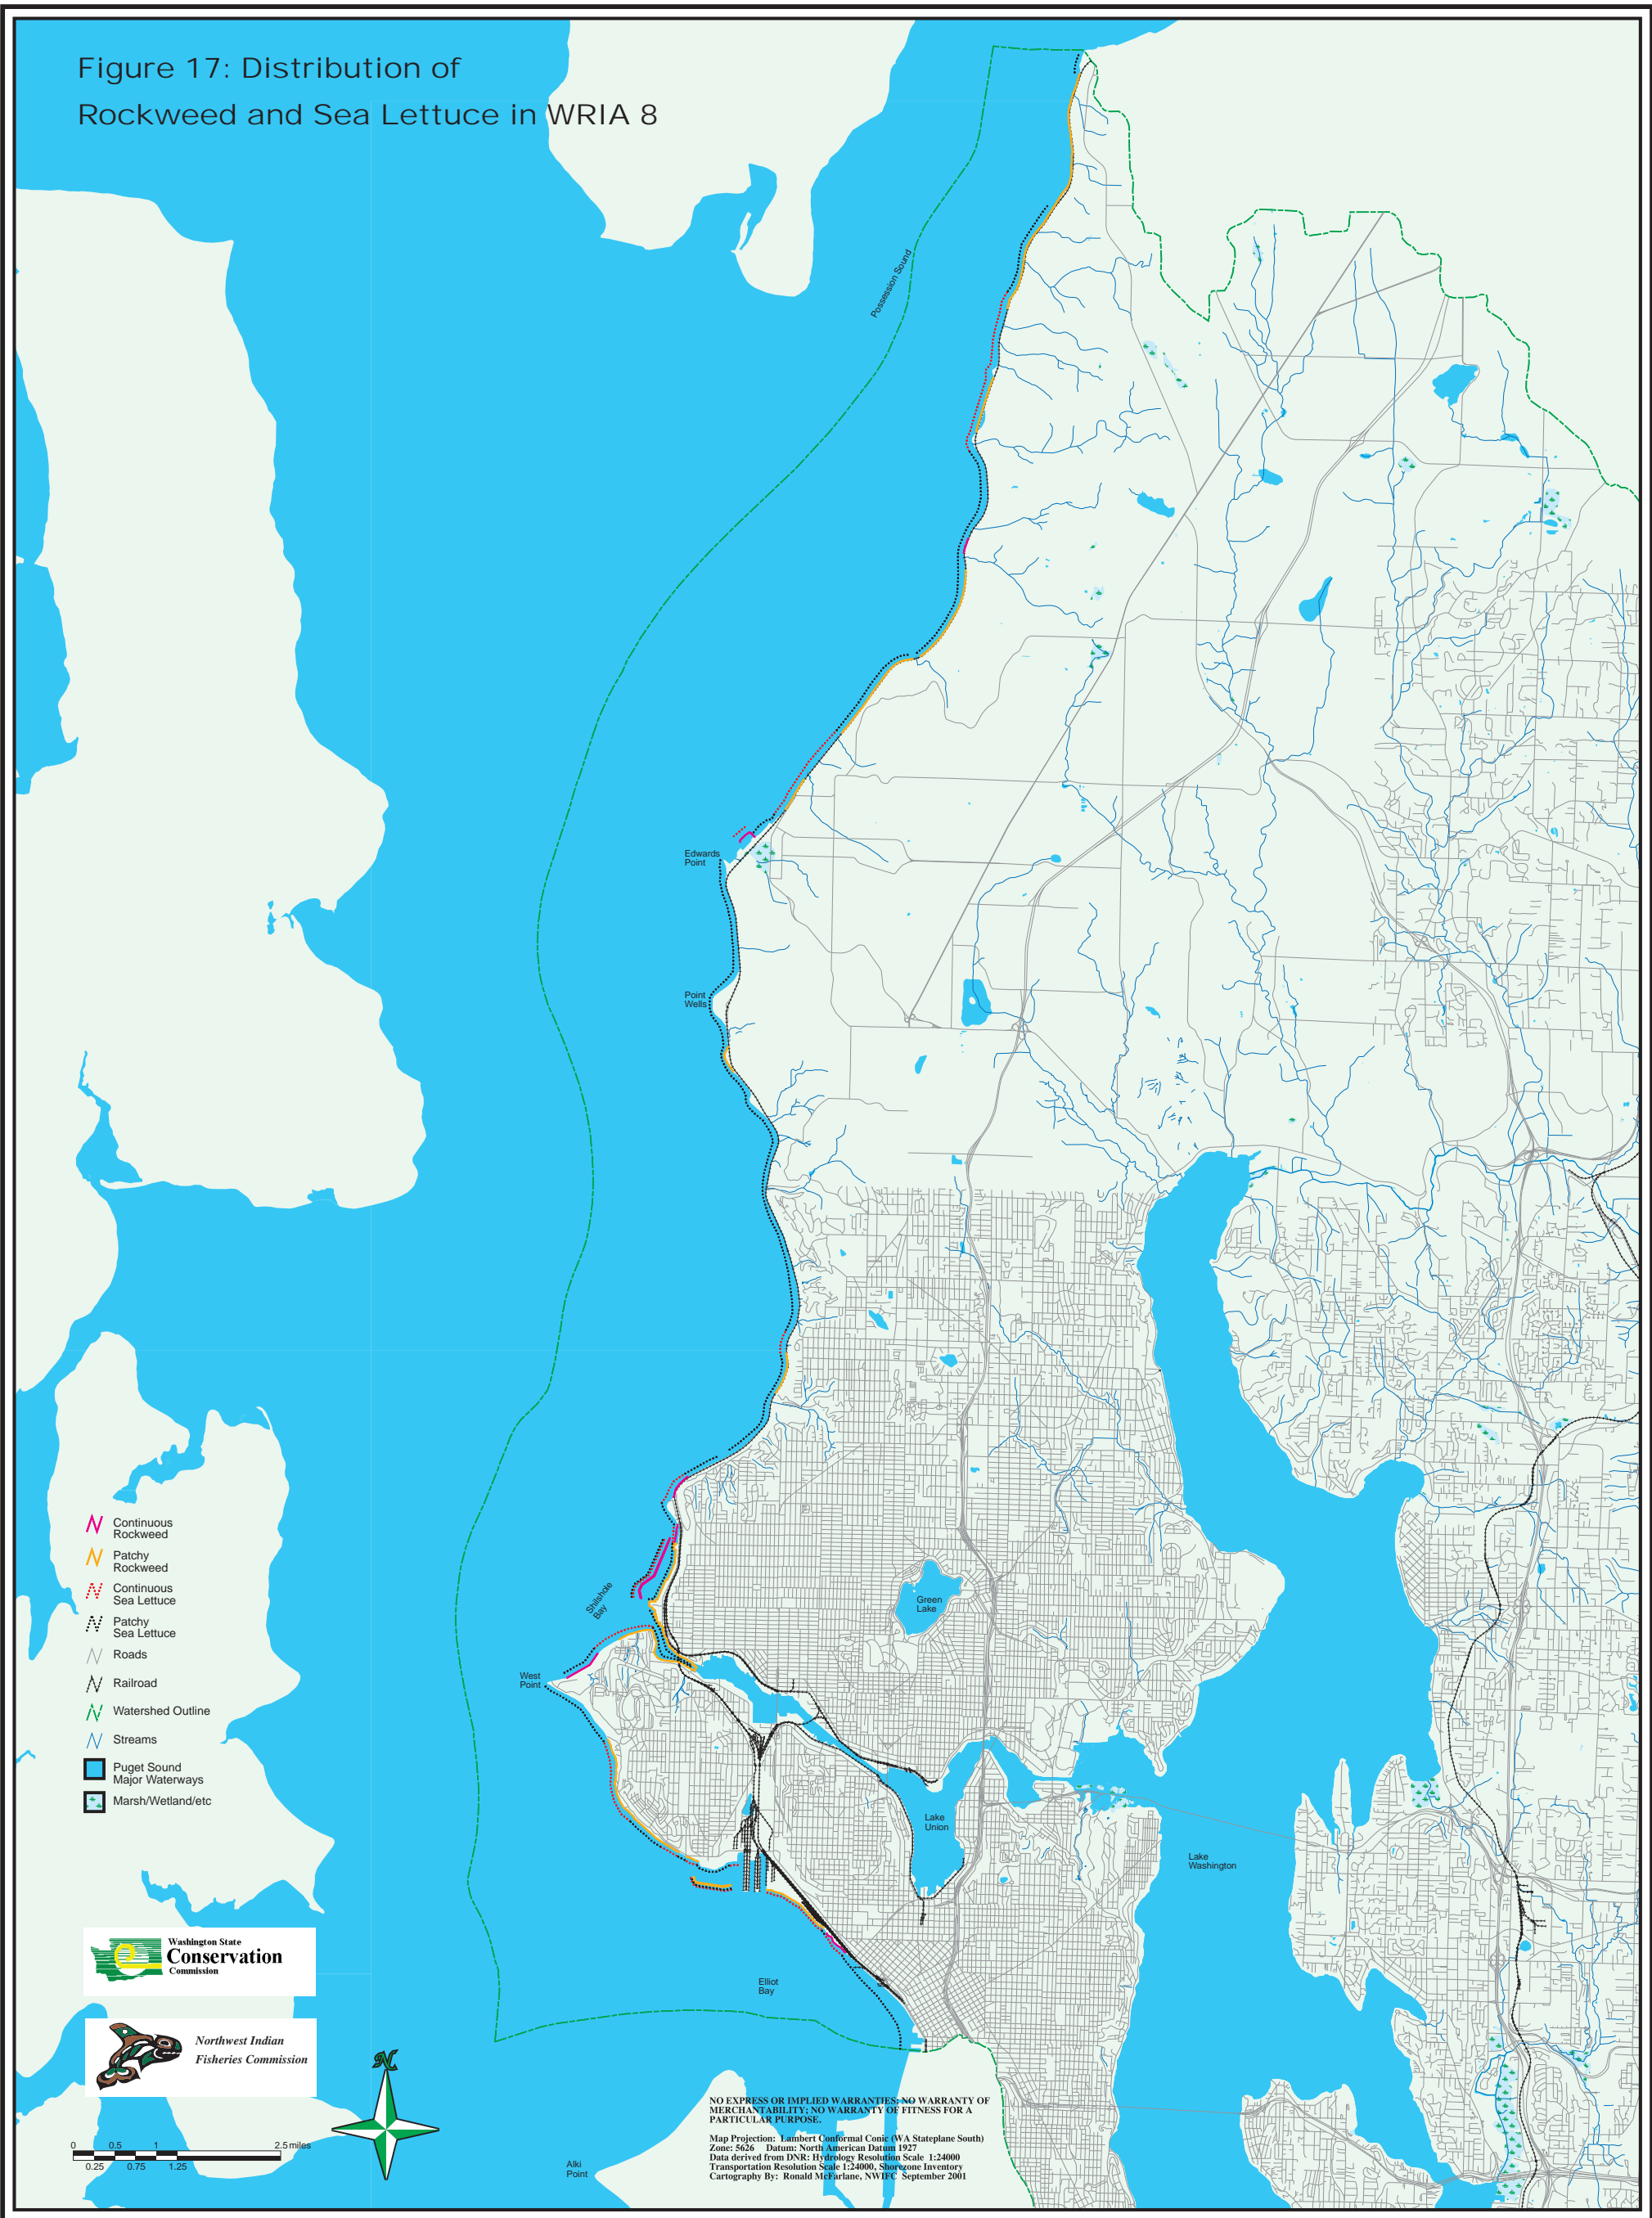 Figure 17: Distribution of
Rockweed and Sea Lettuce in WRIA 8
Possession Sound
Edwards
Point
Point
Wells
Shilshole
Bay
West
Point
Green
Lake
Lake
Union
Lake
Washington
Elliot
Bay
Alki
Point
Continuous
Rockweed
Patchy
Rockweed
Continuous
Sea Lettuce
Patchy
Sea Lettuce
Roads
Railroad
Watershed Outline
Streams
Puget Sound
Major Waterways
Marsh/Wetland/etc
Washington State
Conservation
Commission
Northwest Indian
Fisheries Commission
N
0 0.5 1 2.5 miles
0.25 0.75 1.25
NO EXPRESS OR IMPLIED WARRANTIES; NO WARRANTY OF
MERCHANTABILITY; NO WARRANTY OF FITNESS FOR A
PARTICULAR PURPOSE.
Map Projection: Lambert Conformal Conic (WA Stateplane South)
Zone: 5626 Datum: North American Datum 1927
Data derived from DNR: Hydrology Resolution Scale 1:24000
Transportation Resolution Scale 1:24000, Shorezone Inventory
Cartography By: Ronald McFarlane, NWIFC September 2001